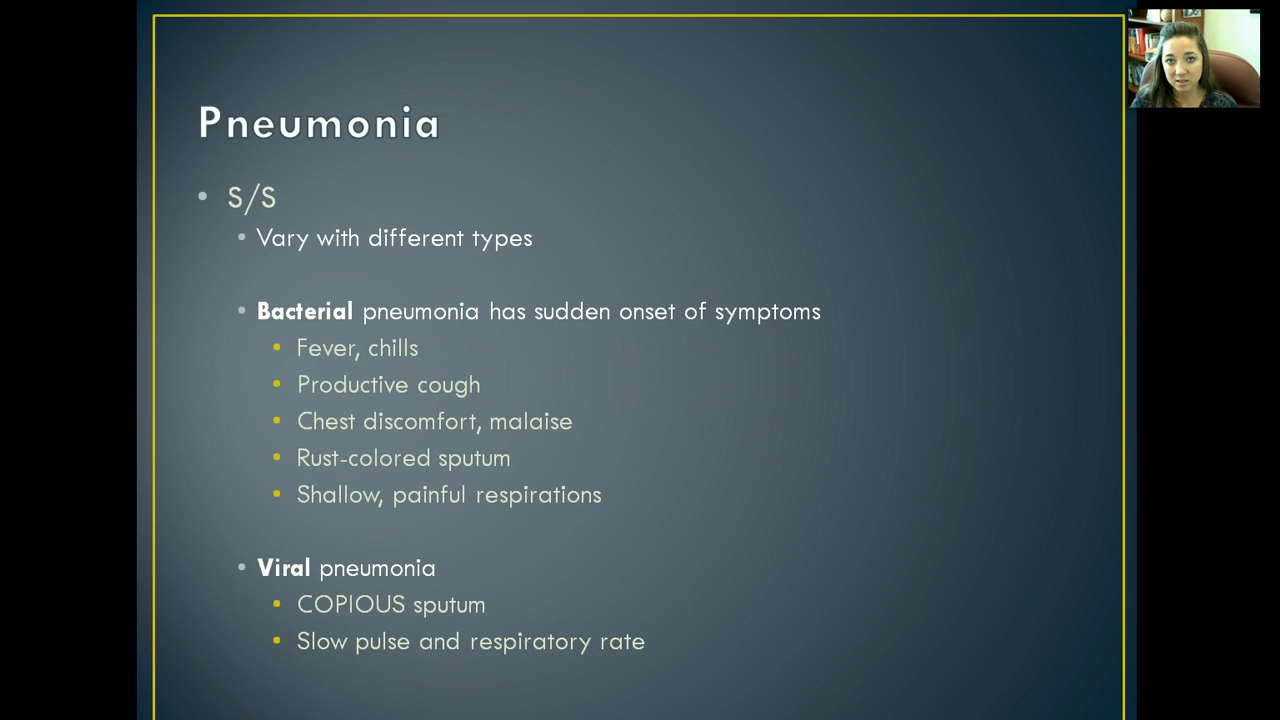 Pneumonia
• S/S
• Vary with different types
• Bacterial pneumonia has sudden onset of symptoms
• Fever, chills
• Productive cough
• Chest discomfort, malaise
• Rust-colored sputum
• Shallow, painful respirations
• Viral pneumonia
• COPIOUS sputum
• Slow pulse and respiratory rate